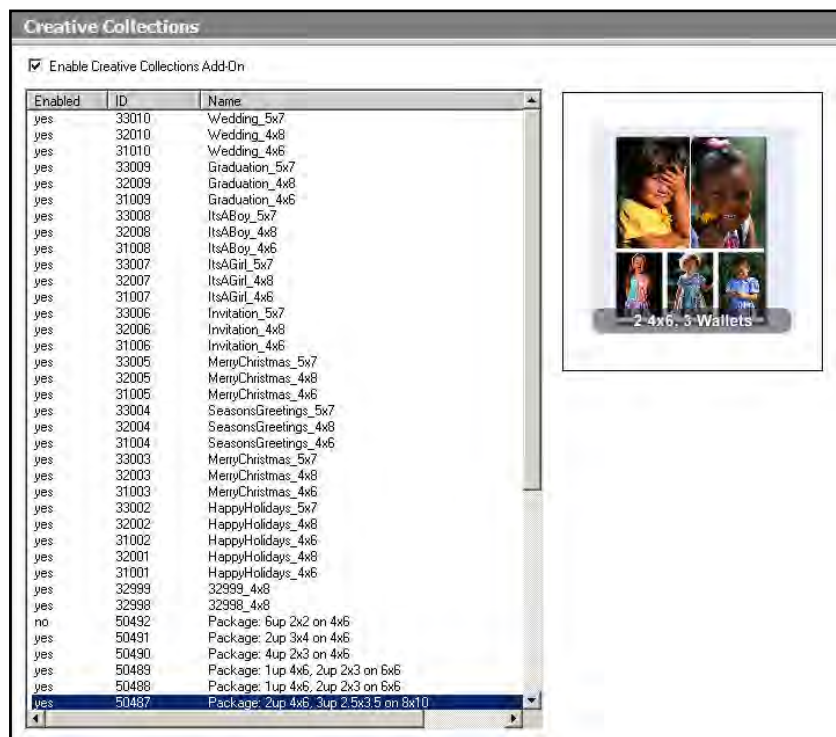 Creative Collections
Enable Creative Collections Add-On
Enabled ID Name
yes 33010 Wedding_5x7
yes 32010 Wedding_4x8
yes 31010 Wedding_4x6
yes 33009 Graduation_5x7
yes 32009 Graduation_4x8
yes 31009 Graduation_4x6
yes 33008 ItsABoy_5x7
yes 32008 ItsABoy_4x8
yes 31008 ItsABoy_4x6
yes 33007 ItsAGirl_5x7
yes 32007 ItsAGirl_4x8
yes 31007 ItsAGirl_4x6
yes 33006 Invitation_5x7
yes 32006 Invitation_4x8
yes 31006 Invitation_4x6
yes 33005 MerryChristmas_5x7
yes 32005 MerryChristmas_4x8
yes 31005 MerryChristmas_4x6
yes 33004 SeasonsGreetings_5x7
yes 32004 SeasonsGreetings_4x8
yes 31004 SeasonsGreetings_4x6
yes 33003 MerryChristmas_5x7
yes 32003 MerryChristmas_4x8
yes 31003 MerryChristmas_4x6
yes 33002 HappyHolidays_5x7
yes 32002 HappyHolidays_4x8
yes 31002 HappyHolidays_4x6
yes 32001 HappyHolidays_4x8
yes 31001 HappyHolidays_4x6
yes 32999 32999_4x8
yes 32998 32998_4x8
no 50492 Package: 6up 2x2 on 4x6
yes 50491 Package: 2up 3x4 on 4x6
yes 50490 Package: 4up 2x3 on 4x6
yes 50489 Package: 1up 4x6, 2up 2x3 on 6x6
yes 50488 Package: 1up 4x6, 2up 2x3 on 6x6
yes 50487 Package: 2up 4x6, 3up 2.5x3.5 on 8x10
2 4x6, 3 Wallets